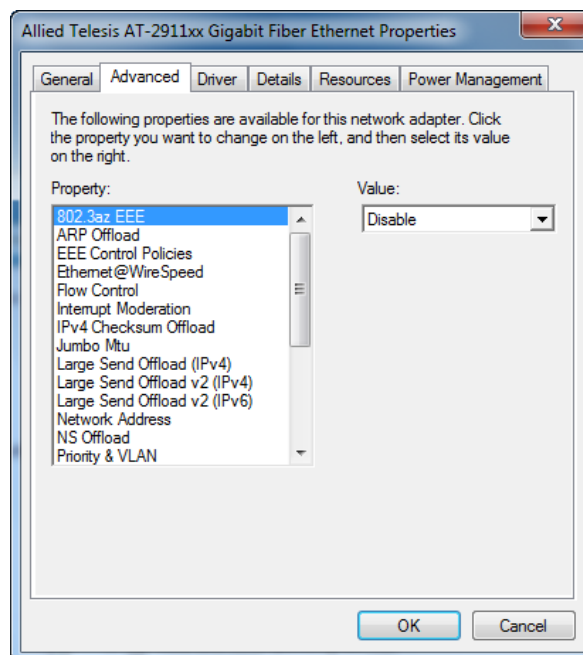 Allied Telesis AT-2911xx Gigabit Fiber Ethernet Properties
General Advanced Driver Details Resources Power Management
The following properties are available for this network adapter. Click
the property you want to change on the left, and then select its value
on the right.
Property:
Value:
802.3az EEE
Disable
ARP Offload
EEE Control Policies
Ethernet@WireSpeed
Flow Control
Interrupt Moderation
IPv4 Checksum Offload
Jumbo Mtu
Large Send Offload (IPv4)
Large Send Offload v2 (IPv4)
Large Send Offload v2 (IPv6)
Network Address
NS Offload
Priority & VLAN
OK
Cancel